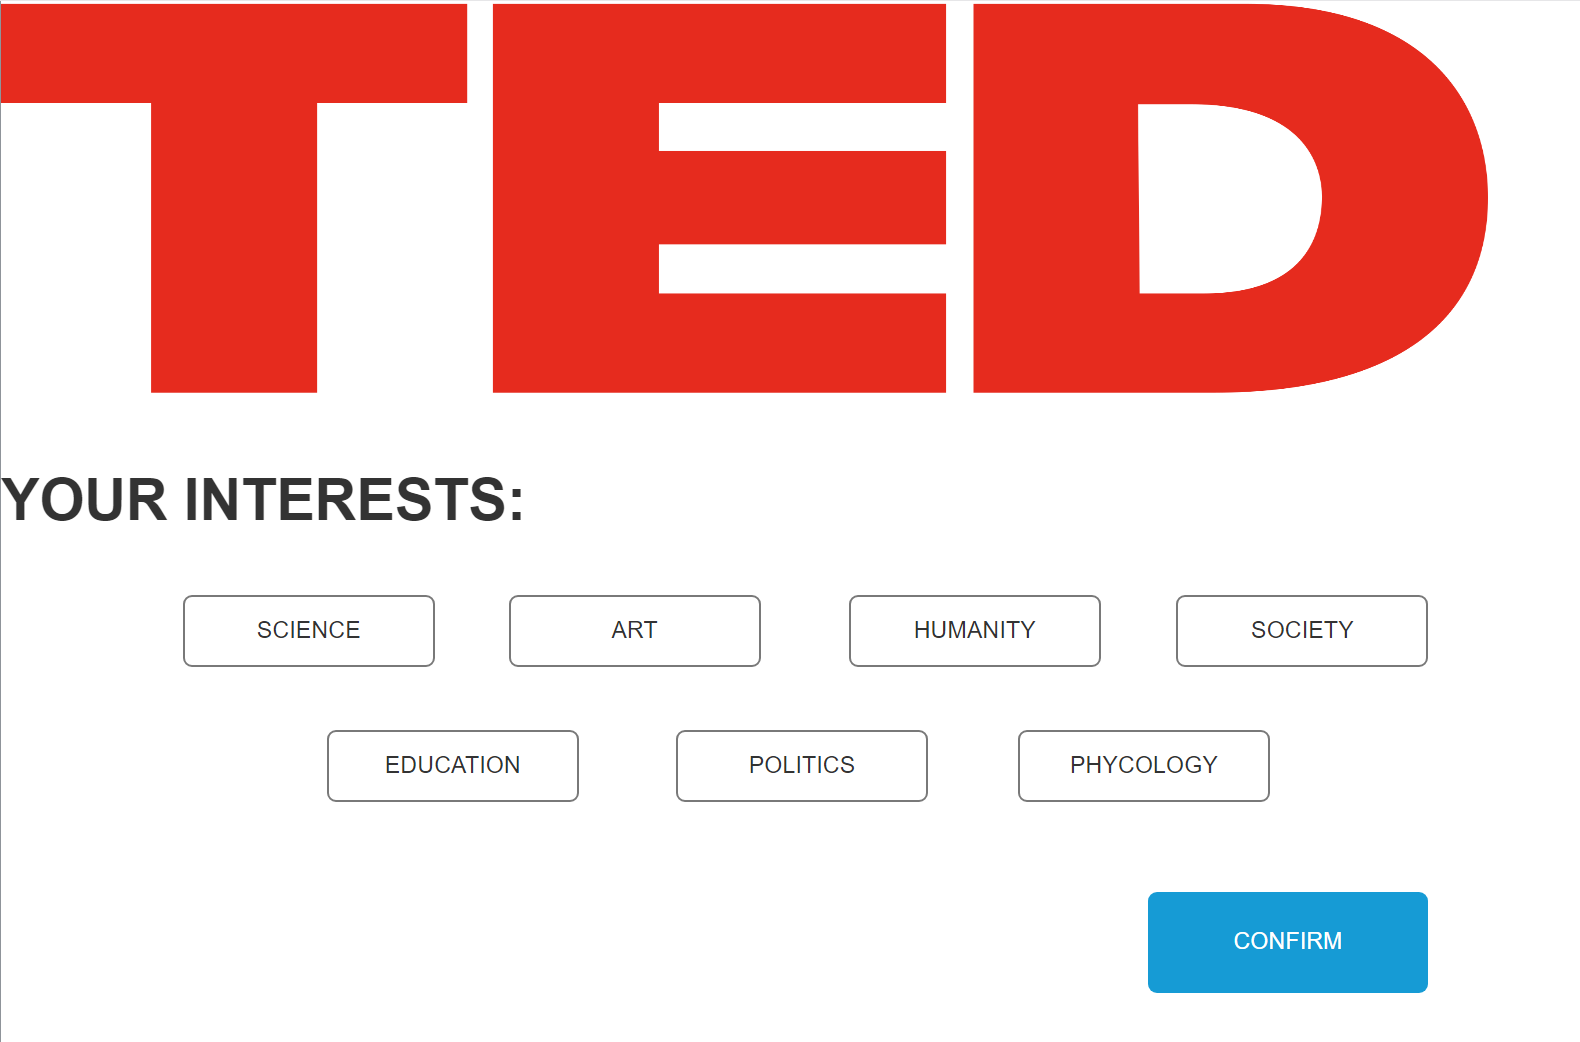 TED
YOUR INTERESTS:
SCIENCE ART HUMANITY SOCIETY
EDUCATION POLITICS PHYCOLOGY
CONFIRM